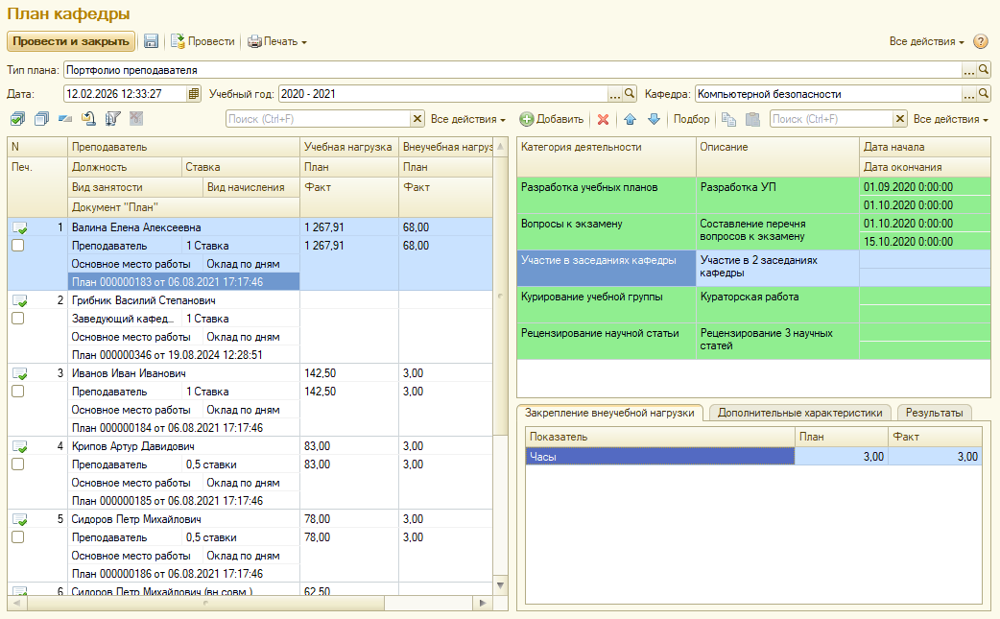 План кафедры
Провести и закрыть Провести Печать Все действия ?
Тип плана: Портфолио преподавателя ...
Дата: 12.02.2026 12:33:27 Учебный год: 2020 - 2021 ... Кафедра: Компьютерной безопасности ...
Поиск (Ctrl+F) Все действия Добавить Подбор Поиск (Ctrl+F) Все действия
N Преподаватель Учебная нагрузка Внеучебная нагруз
Печ. Должность Ставка План План
Вид занятости Вид начисления Факт Факт
Документ "План"
1 Валина Елена Алексеевна 1 267,91 68,00
Преподаватель 1 Ставка 1 267,91 68,00
Основное место работы Оклад по дням
План 000000183 от 06.08.2021 17:17:46
2 Грибник Василий Степанович
Заведующий кафед... 1 Ставка
Основное место работы Оклад по дням
План 000000346 от 19.08.2024 12:28:51
3 Иванов Иван Иванович 142,50 3,00
Преподаватель 1 Ставка 142,50 3,00
Основное место работы Оклад по дням
План 000000184 от 06.08.2021 17:17:46
4 Крипов Артур Давидович 83,00 3,00
Преподаватель 0,5 ставки 83,00 3,00
Основное место работы Оклад по дням
План 000000185 от 06.08.2021 17:17:46
5 Сидоров Петр Михайлович 78,00 3,00
Преподаватель 0,5 ставки 78,00 3,00
Основное место работы Оклад по дням
План 000000186 от 06.08.2021 17:17:46
6 Сидоров Петр Михайлович (вн.совм.) 62,50
Категория деятельности Описание Дата начала
Дата окончания
Разработка учебных планов Разработка УП 01.09.2020 0:00:00
01.10.2020 0:00:00
Вопросы к экзамену Составление перечня 01.10.2020 0:00:00
вопросов к экзамену 15.10.2020 0:00:00
Участие в заседаниях кафедры Участие в 2 заседаниях
кафедры
Курирование учебной группы Кураторская работа
Рецензирование научной статьи Рецензирование 3 научных
статей
Закрепление внеучебной нагрузки Дополнительные характеристики Результаты
Показатель План Факт
Часы 3,00 3,00